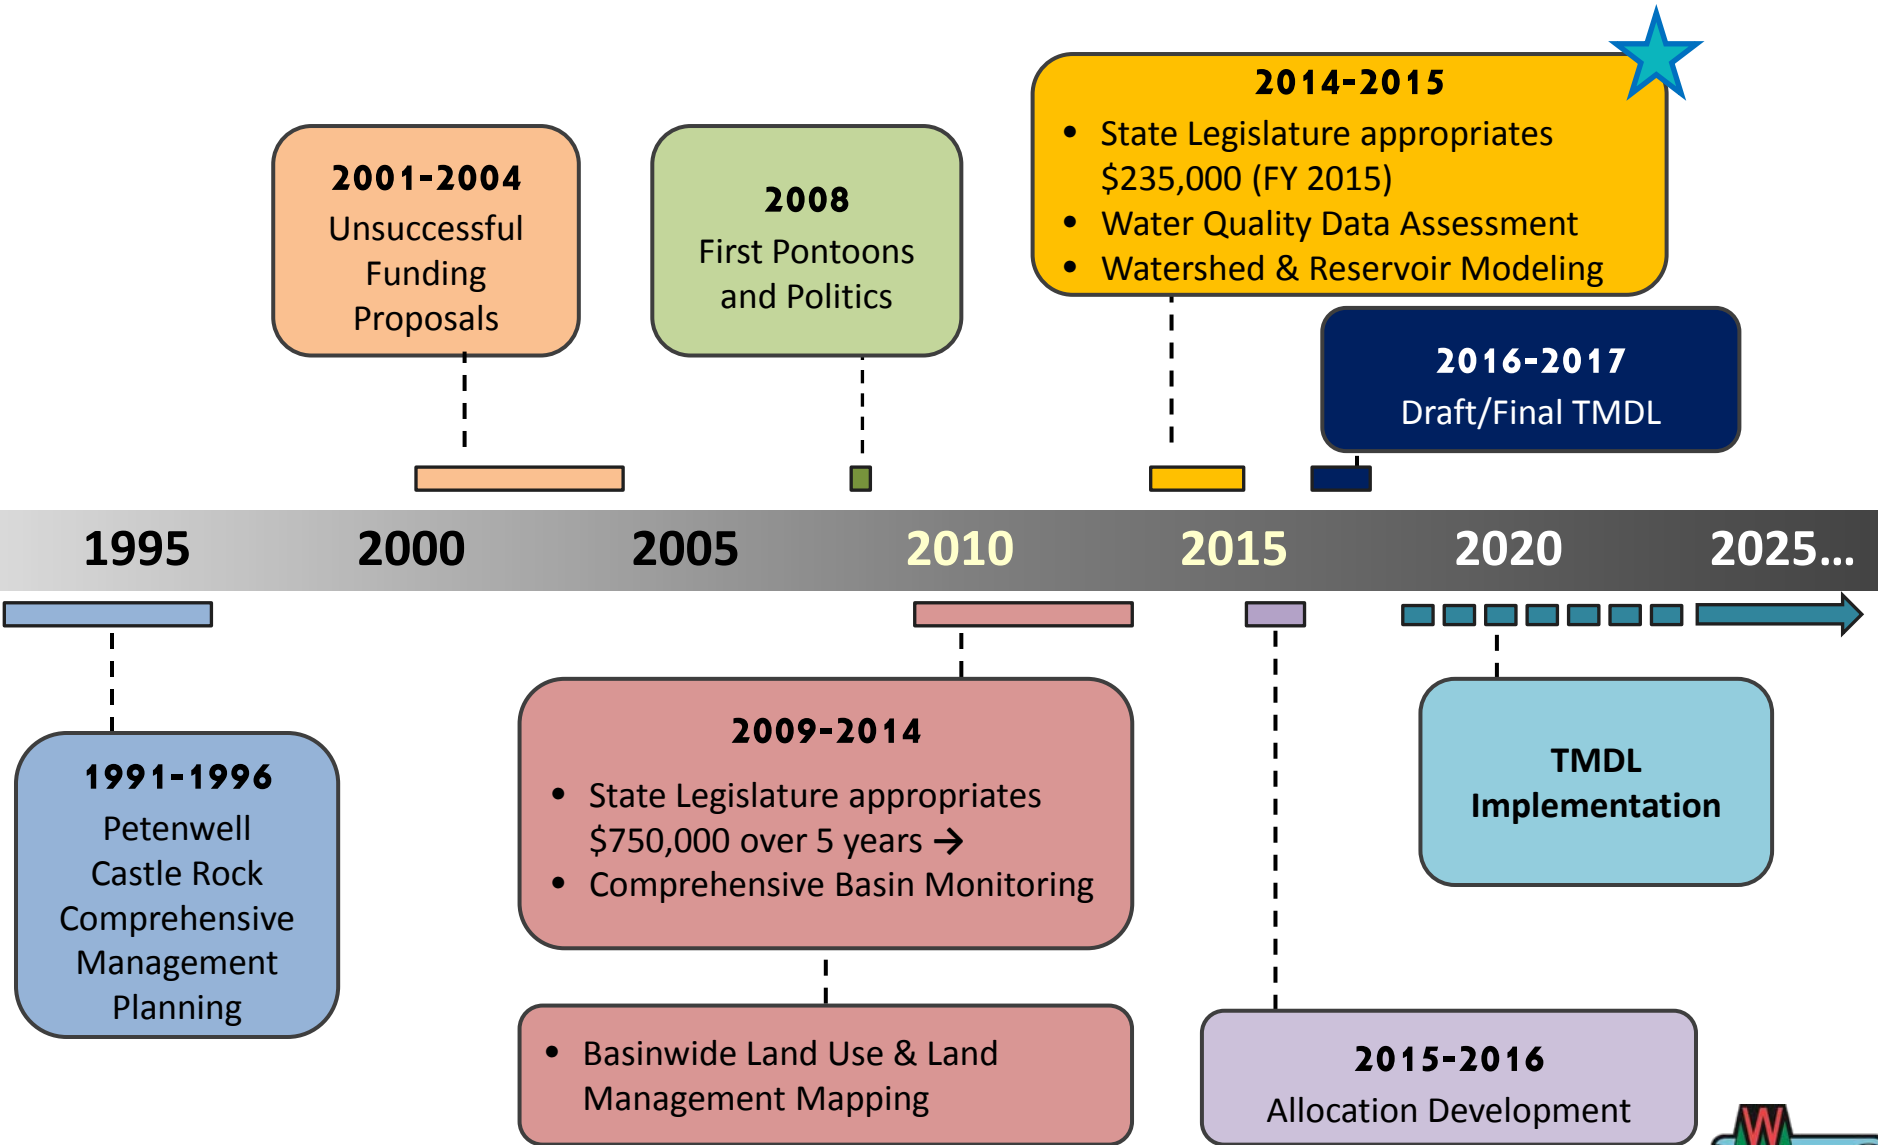 2014-2015
• State Legislature appropriates
$235,000 (FY 2015)
• Water Quality Data Assessment
• Watershed & Reservoir Modeling
2001-2004
Unsuccessful
Funding
Proposals
2008
First Pontoons
and Politics
2016-2017
Draft/Final TMDL
1995 2000 2005 2010 2015 2020 2025...
1991-1996
Petenwell
Castle Rock
Comprehensive
Management
Planning
2009-2014
• State Legislature appropriates
$750,000 over 5 years →
• Comprehensive Basin Monitoring
• Basinwide Land Use & Land
Management Mapping
TMDL
Implementation
2015-2016
Allocation Development
W